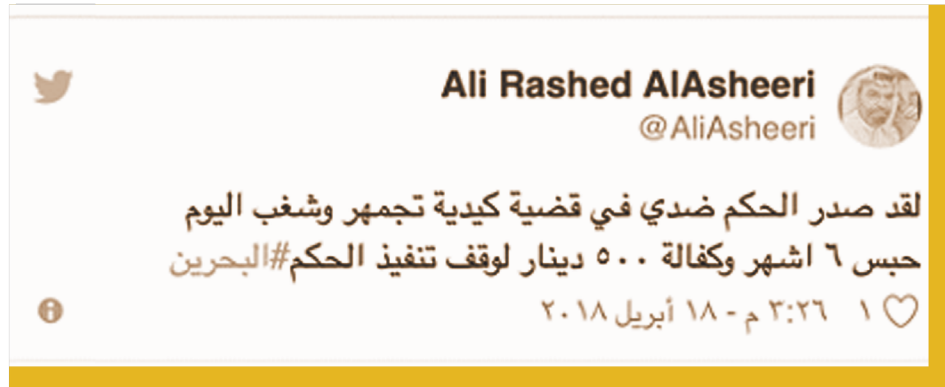 Ali Rashed AlAsheeri
@AliAsheeri
لقد صدر الحكم ضدي في قضية كيدية تجمهر وشغب اليوم
حبس ٦ اشهر وكفالة ٥٠٠ دينار لوقف تنفيذ الحكم#البحرين
١ ٣:٢٦ م - ١٨ أبريل ٢٠١٨